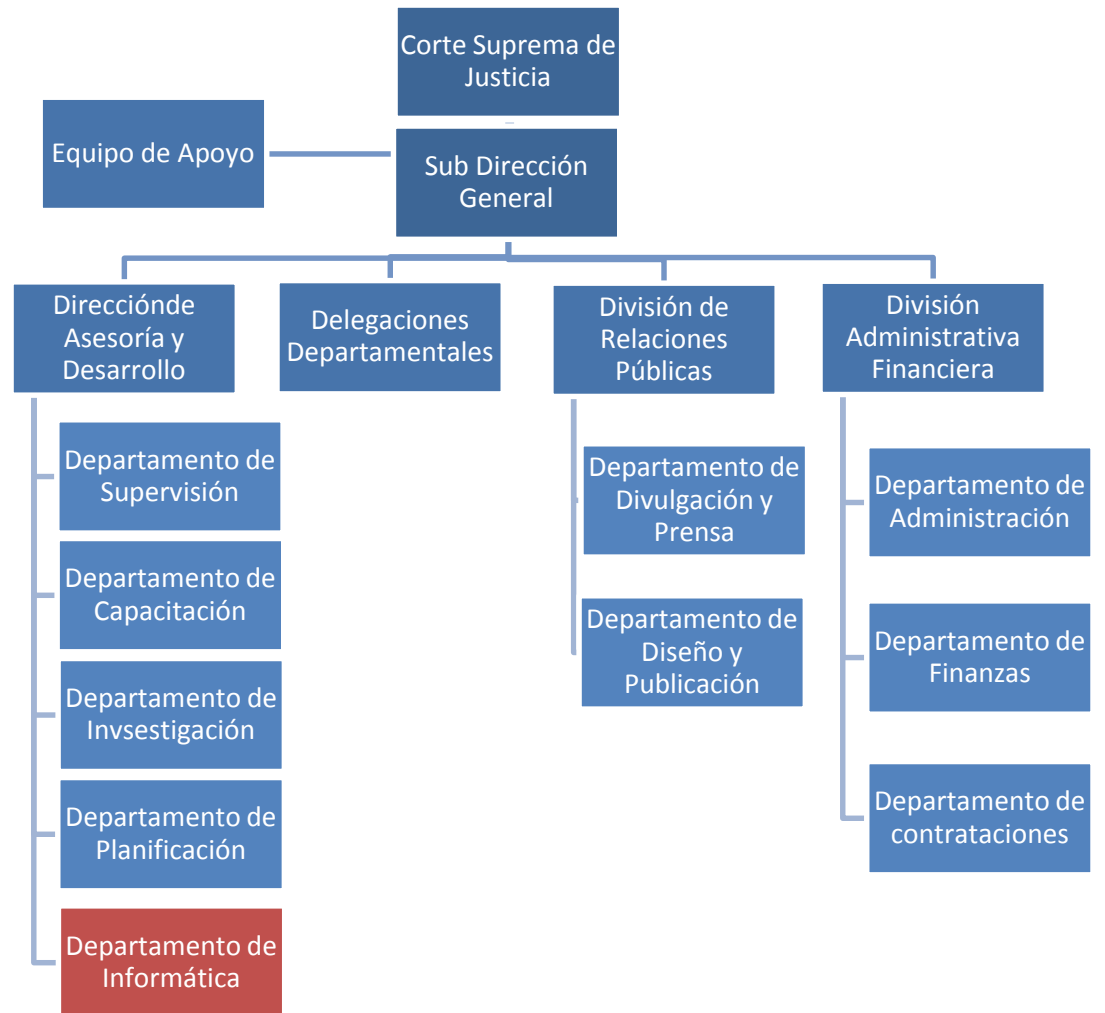 Corte Suprema de
Justicia
Equipo de Apoyo
Sub Dirección
General
Direcciónde
Asesoría y
Desarrollo
Delegaciones
Departamentales
División de
Relaciones
Públicas
División
Administrativa
Financiera
Departamento de
Supervisión
Departamento de
Capacitación
Departamento de
Invsestigación
Departamento de
Planificación
Departamento de
Informática
Departamento de
Divulgación y
Prensa
Departamento de
Diseño y
Publicación
Departamento de
Administración
Departamento de
Finanzas
Departamento de
contrataciones